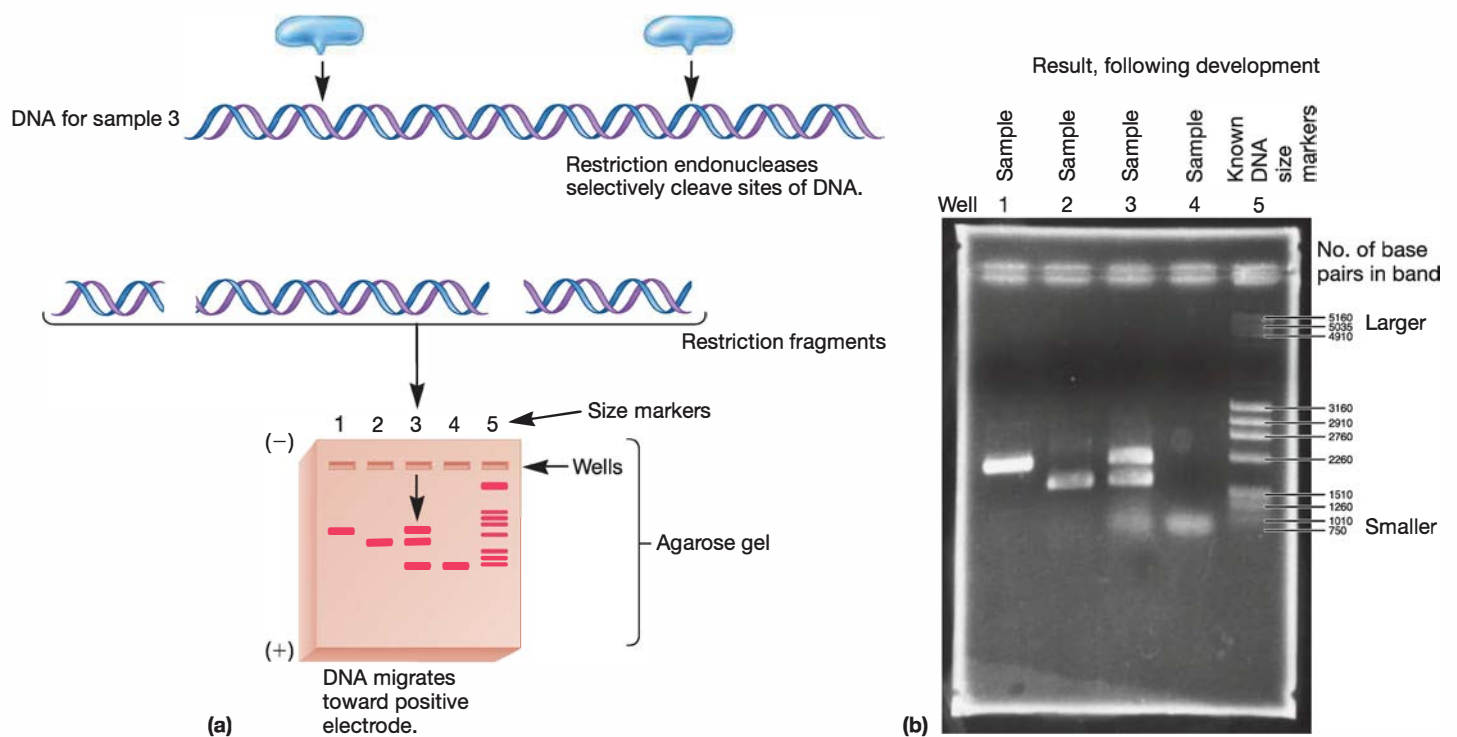 DNA for sample 3
Restriction endonucleases
selectively cleave sites of DNA.
Restriction fragments
1 2 3 4 5
Size markers
(−)
Wells
Agarose gel
(+)
DNA migrates
toward positive
electrode.
(a)
Result, following development
Sample
Sample
Sample
Sample
Known
DNA
size
markers
Well 1 2 3 4 5
No. of base
pairs in band
5160
5035
4910
Larger
3160
2910
2760
2260
1510
1260
1010
750
Smaller
(b)